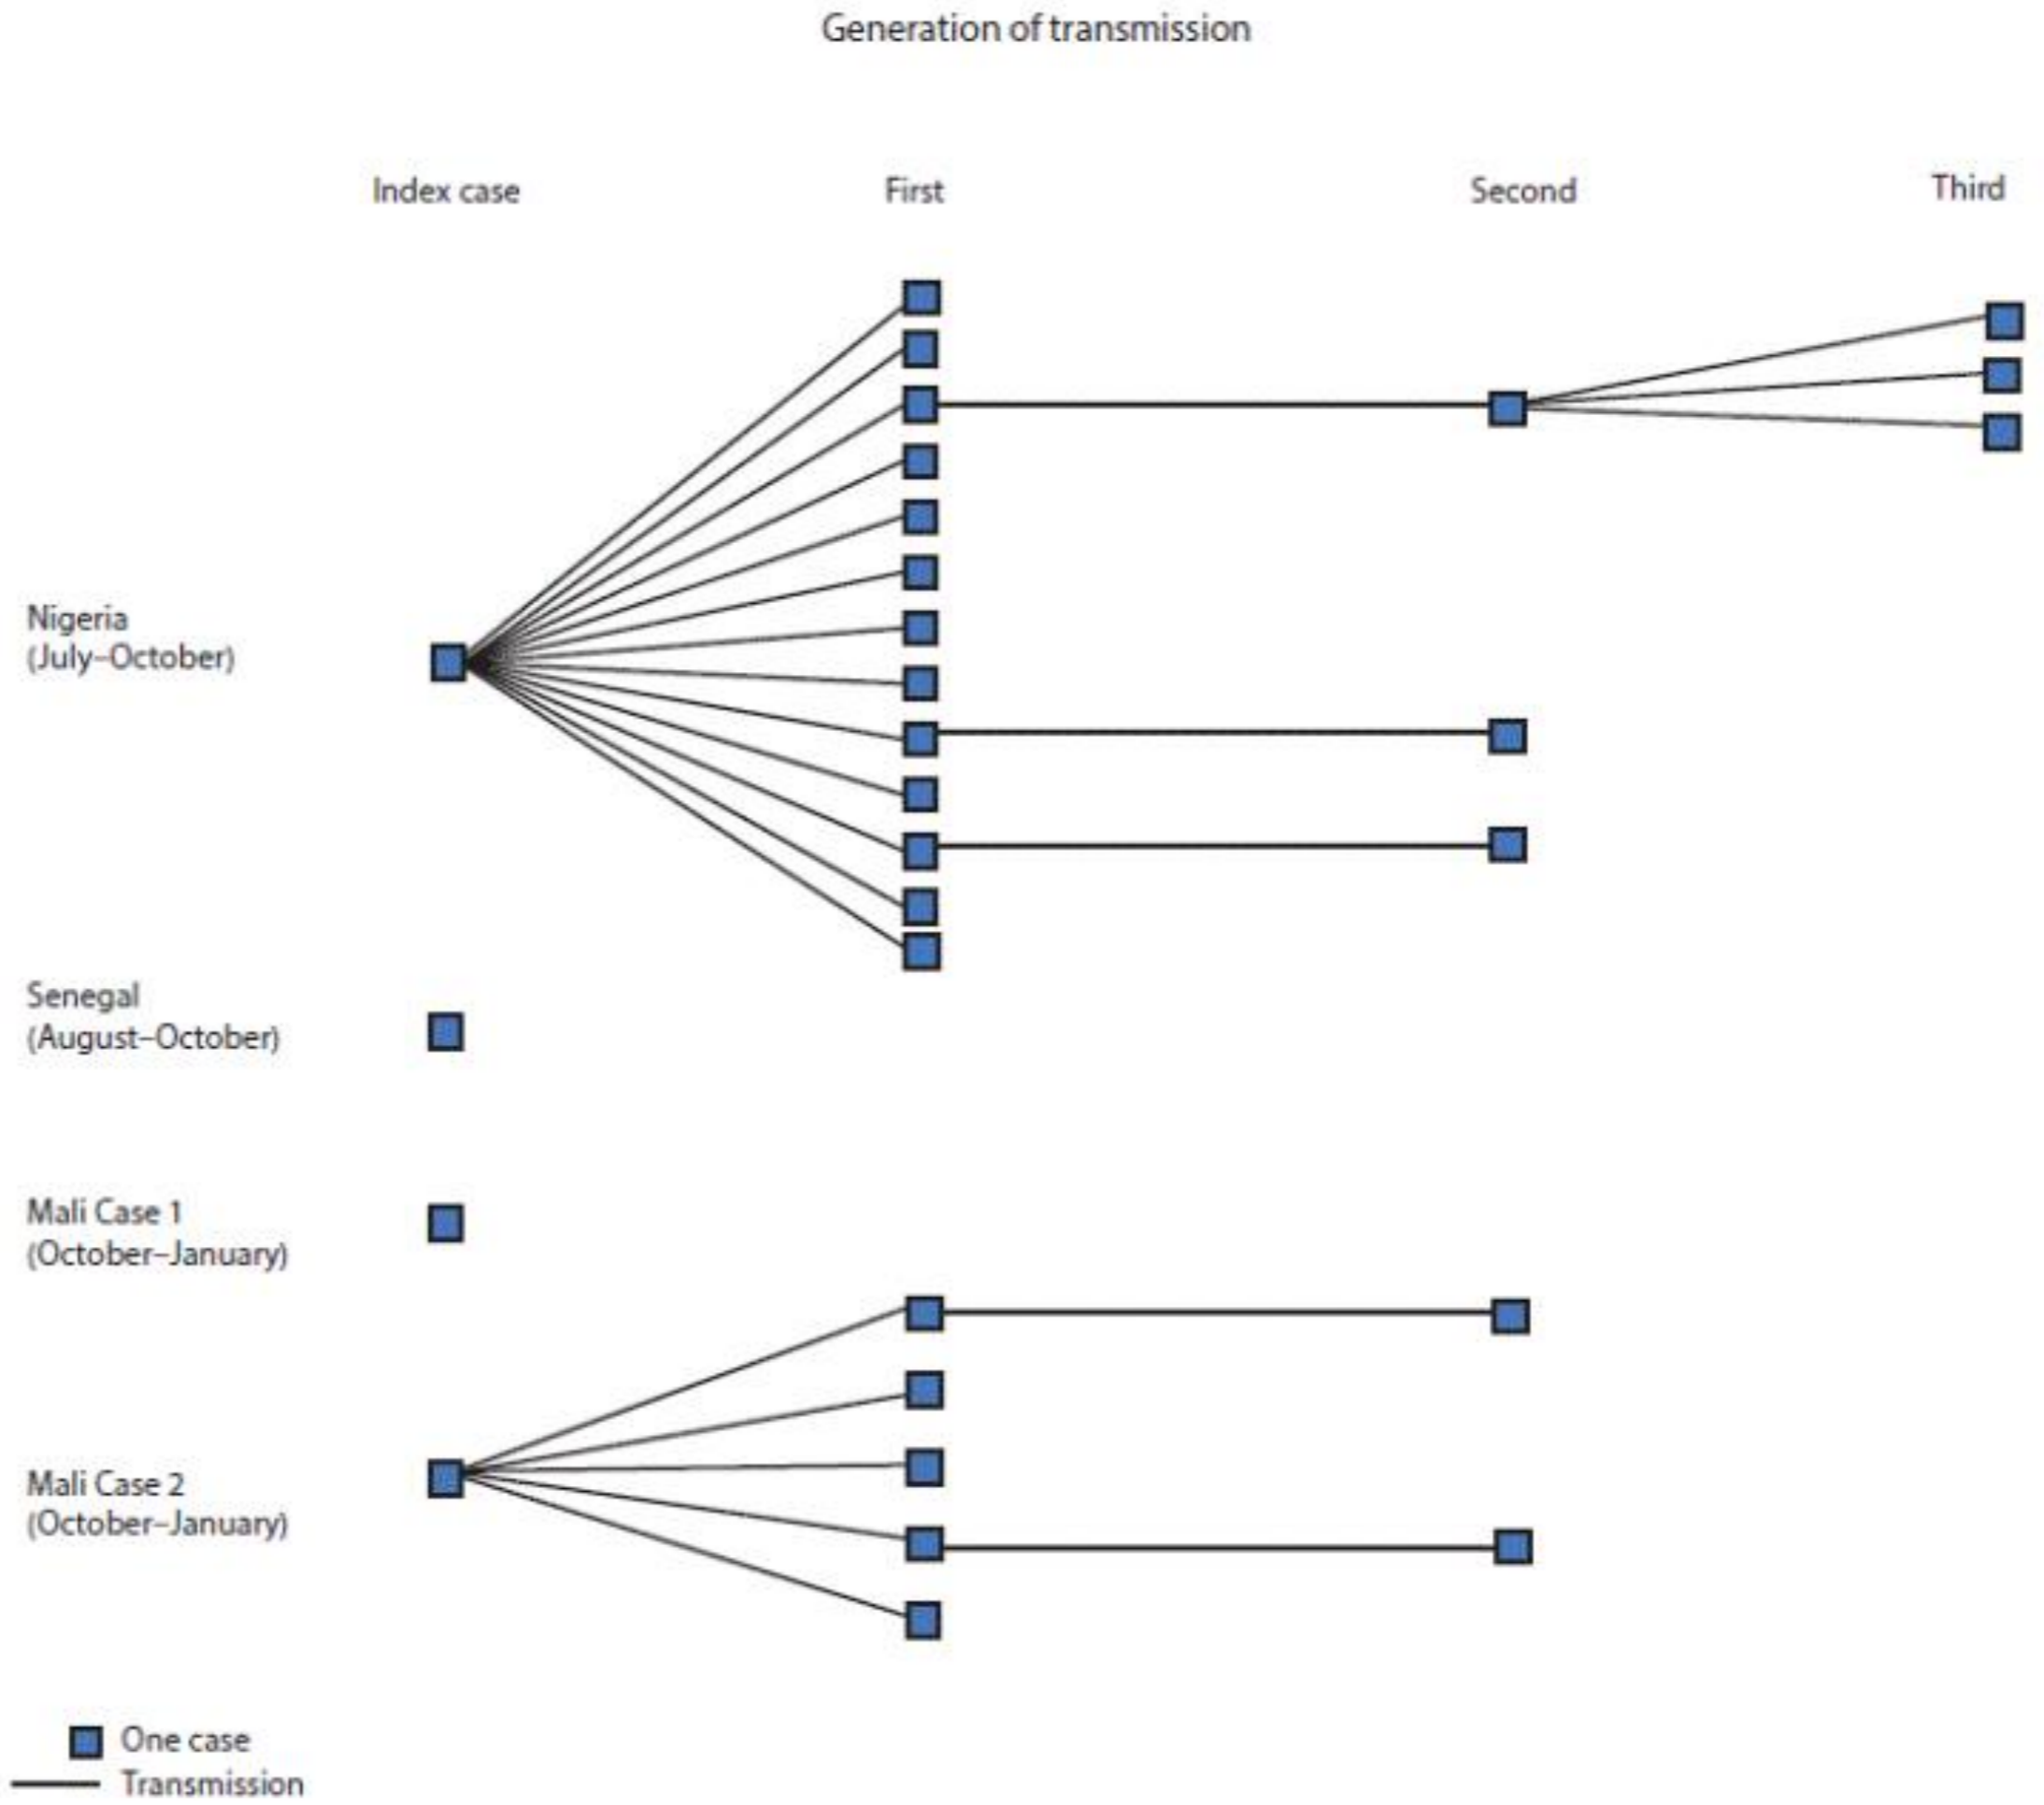 Generation of transmission
Index case
First
Second
Third
Nigeria
(July–October)
Senegal
(August–October)
Mali Case 1
(October–January)
Mali Case 2
(October–January)
One case
Transmission